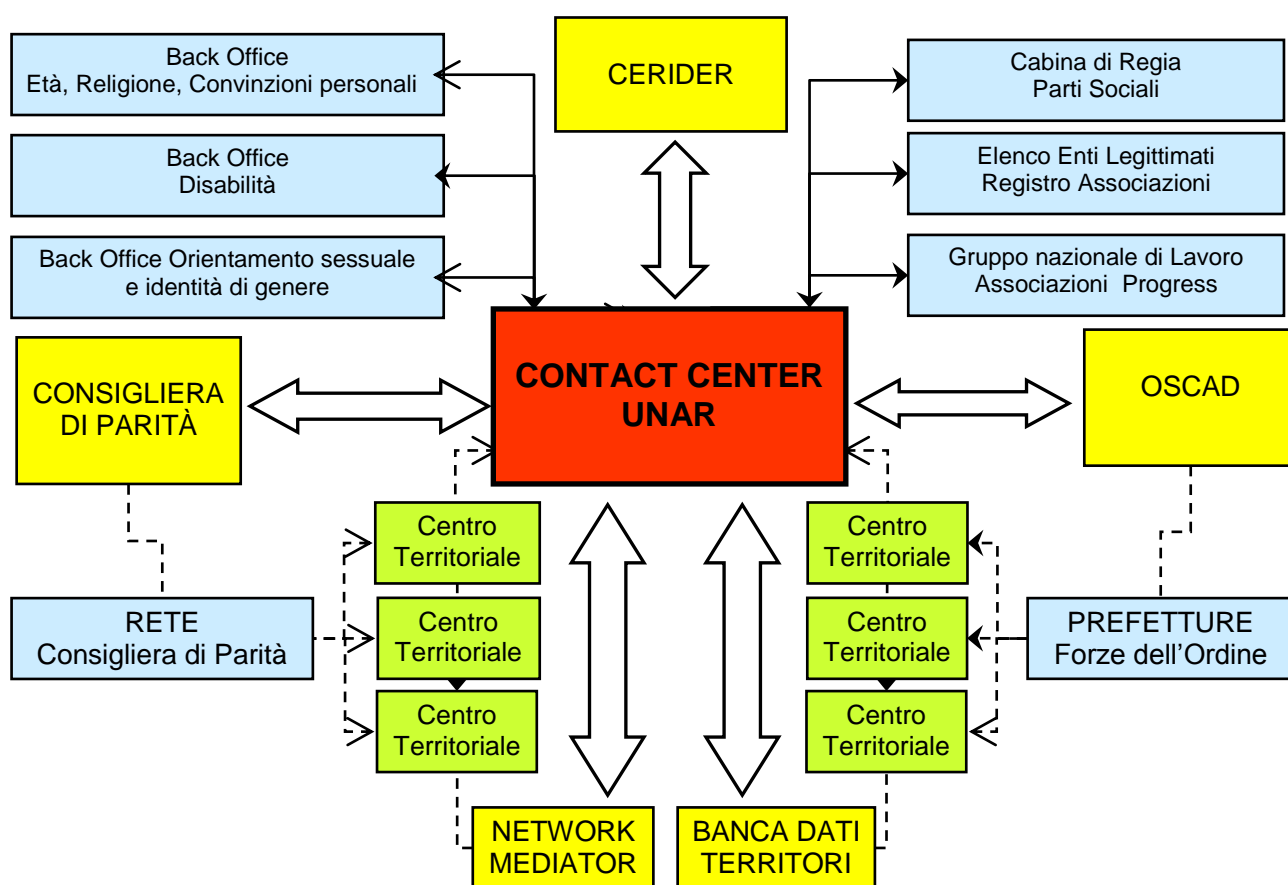 Back Office
Età, Religione, Convinzioni personali
CERIDER
Cabina di Regia
Parti Sociali
Back Office
Disabilità
Elenco Enti Legittimati
Registro Associazioni
Back Office Orientamento sessuale
e identità di genere
Gruppo nazionale di Lavoro
Associazioni Progress
CONSIGLIERA
DI PARITÀ
CONTACT CENTER
UNAR
OSCAD
Centro
Territoriale
Centro
Territoriale
RETE
Consigliera di Parità
Centro
Territoriale
Centro
Territoriale
PREFETTURE
Forze dell’Ordine
Centro
Territoriale
Centro
Territoriale
NETWORK
MEDIATOR
BANCA DATI
TERRITORI